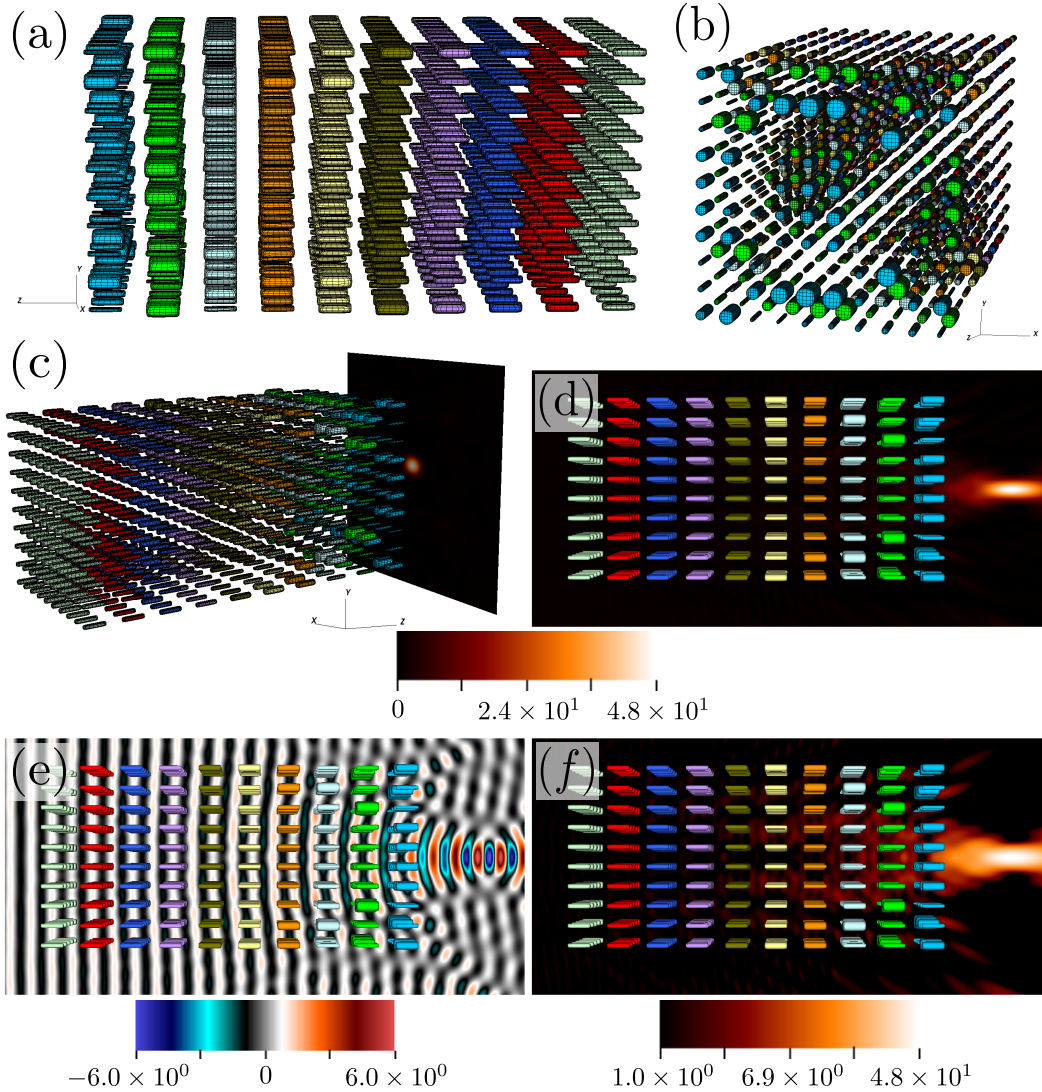 (a)
(b)
Y
Z
X
Y
Z
X
(c)
(d)
Y
X
Z
0
2.4 × 10¹
4.8 × 10¹
(e)
(f)
−6.0 × 10⁰
0
6.0 × 10⁰
1.0 × 10⁰
6.9 × 10⁰
4.8 × 10¹